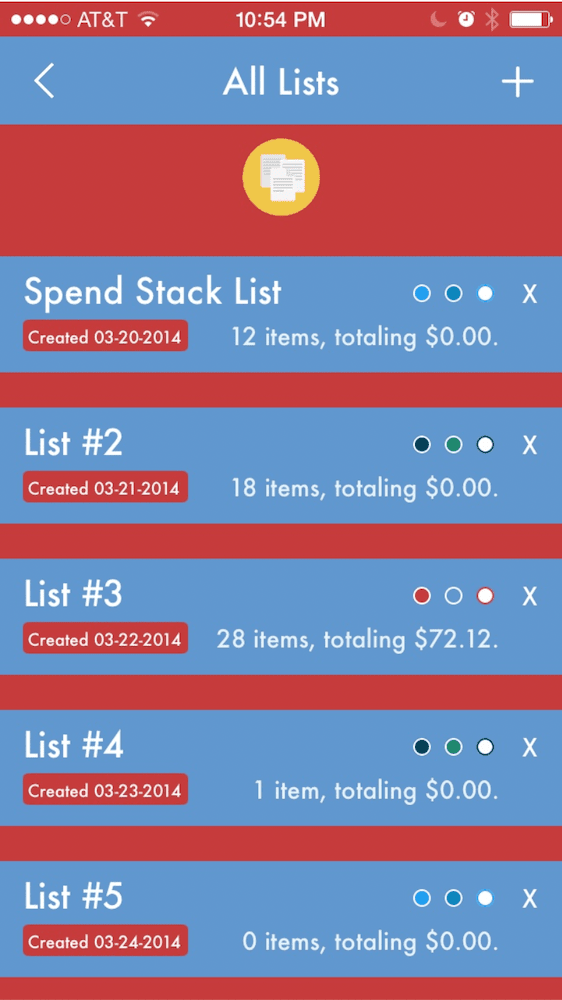 AT&T 10:54 PM
All Lists
Spend Stack List X
Created 03-20-2014 12 items, totaling $0.00.
List #2 X
Created 03-21-2014 18 items, totaling $0.00.
List #3 X
Created 03-22-2014 28 items, totaling $72.12.
List #4 X
Created 03-23-2014 1 item, totaling $0.00.
List #5 X
Created 03-24-2014 0 items, totaling $0.00.